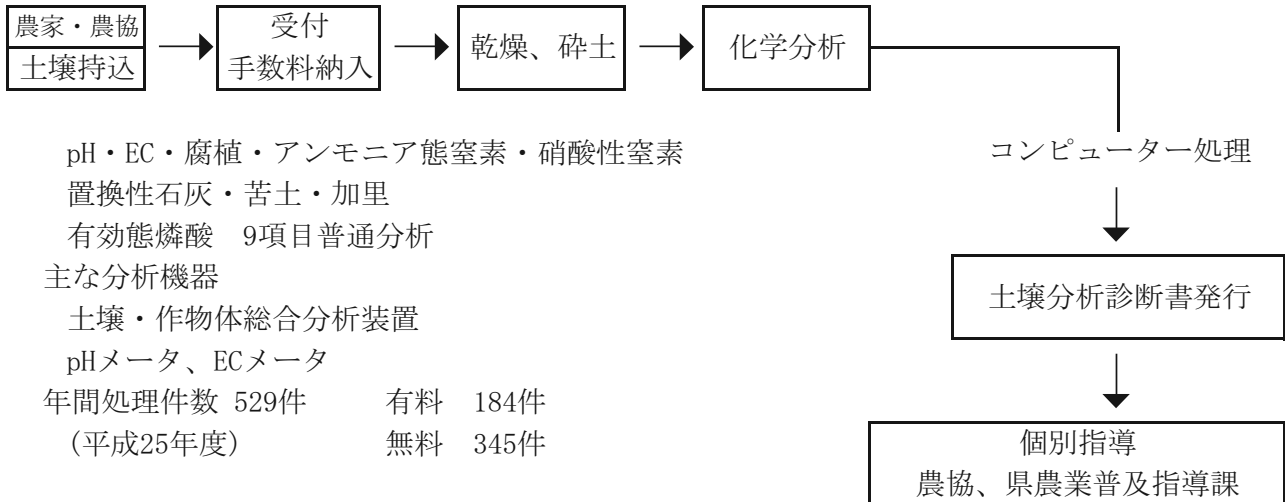 農家・農協
土壌持込
受付
手数料納入
乾燥、砕土
化学分析
pH・EC・腐植・アンモニア態窒素・硝酸性窒素
置換性石灰・苦土・加里
有効態燐酸　9項目普通分析
主な分析機器
土壌・作物体総合分析装置
pHメータ、ECメータ
年間処理件数 529件　　有料　184件
(平成25年度)　　無料　345件
コンピューター処理
土壌分析診断書発行
個別指導
農協、県農業普及指導課